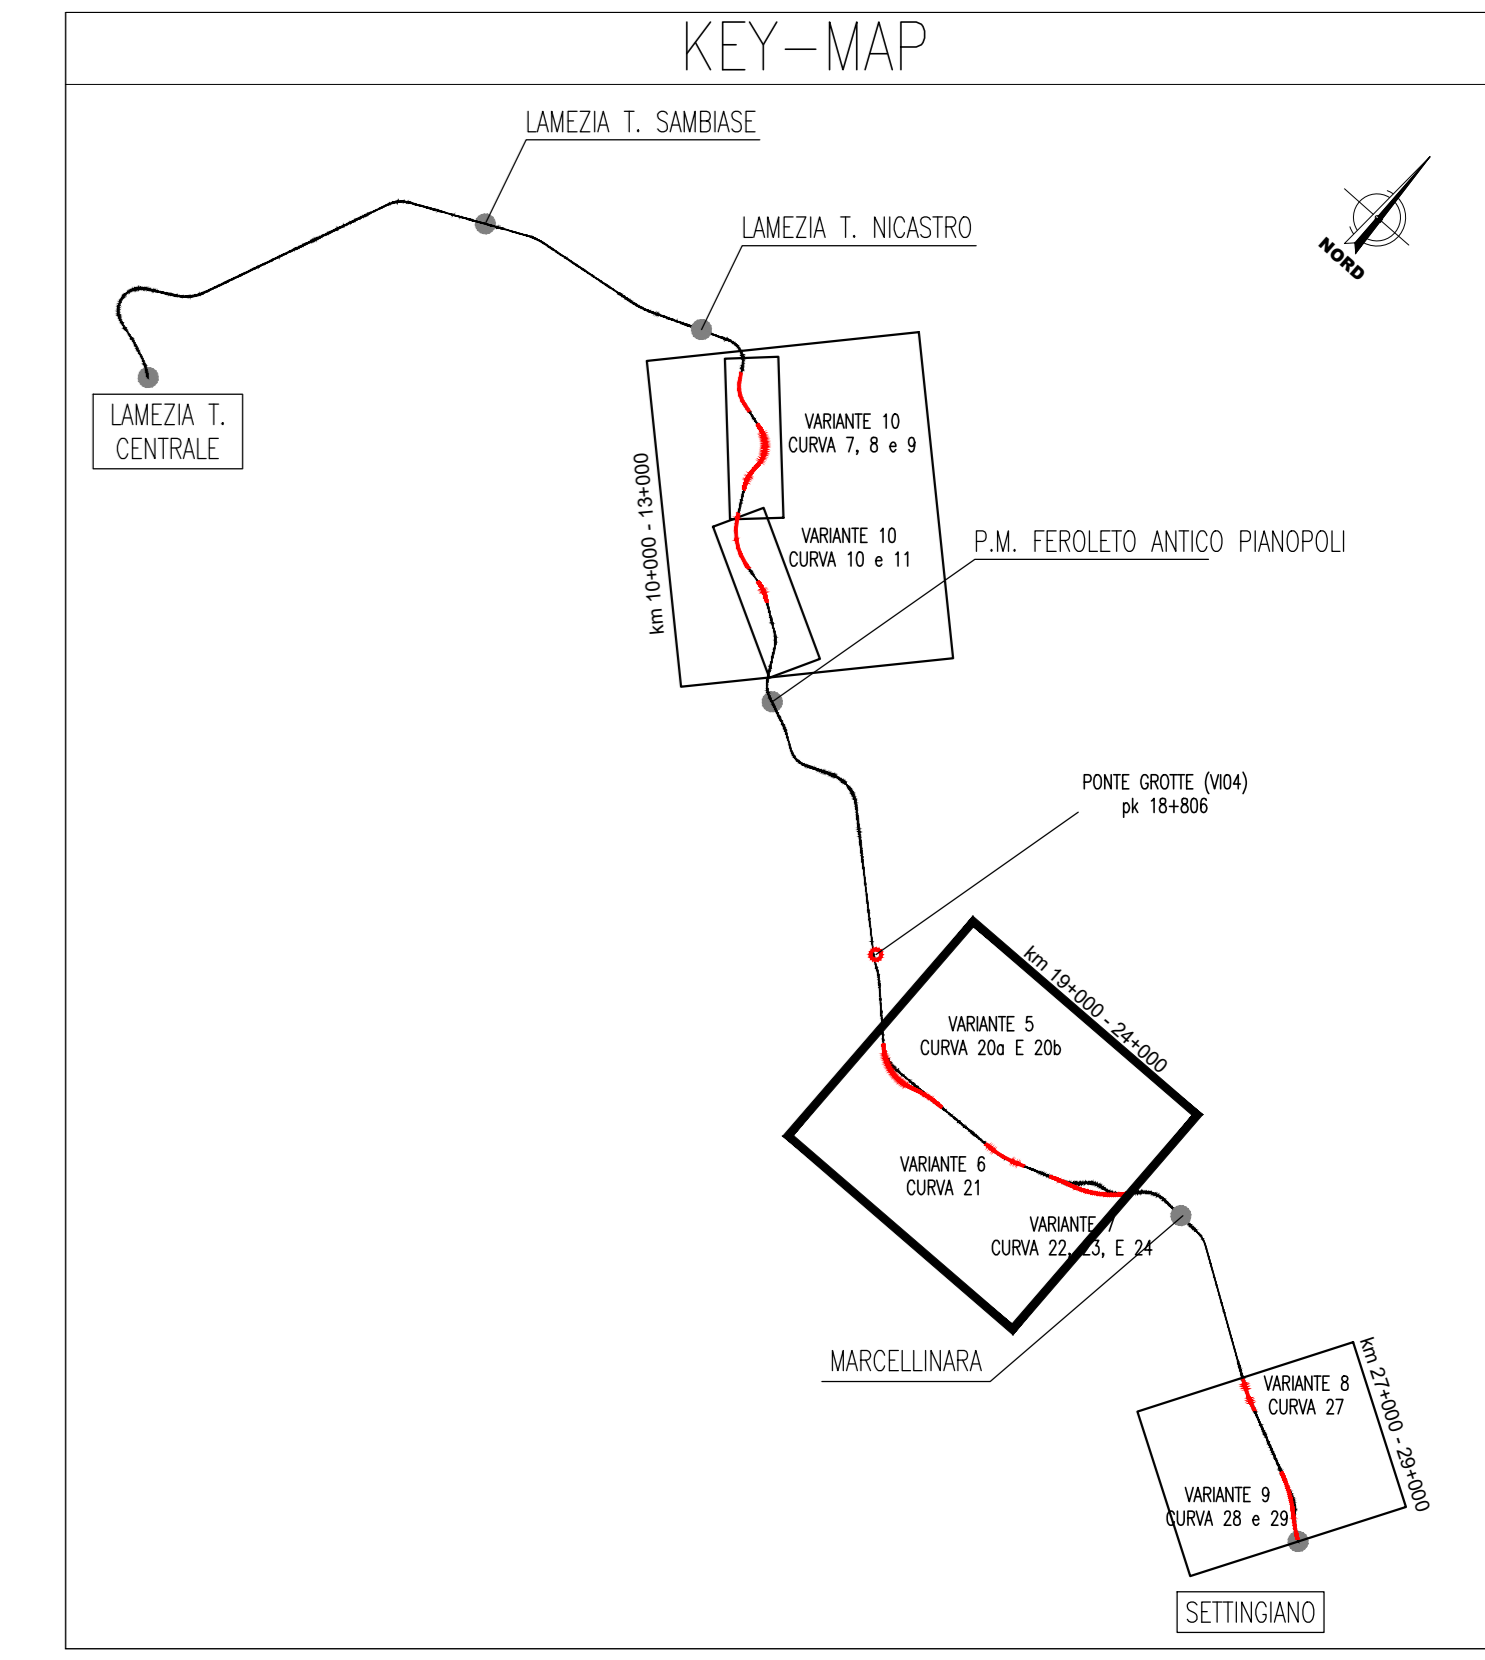 KEY-MAP
LAMEZIA T. SAMBIASE
LAMEZIA T. NICASTRO
NORD
LAMEZIA T.
CENTRALE
VARIANTE 10
CURVA 7, 8 e 9
km 10+000 - 13+000
VARIANTE 10
CURVA 10 e 11
P.M. FEROLETO ANTICO PIANOPOLI
PONTE GROTTE (VI04)
pk 18+806
km 19+000 - 24+000
VARIANTE 5
CURVA 20a E 20b
VARIANTE 6
CURVA 21
VARIANTE 7
CURVA 22, 23, E 24
MARCELLINARA
VARIANTE 8
CURVA 27
km 27+000 - 29+000
VARIANTE 9
CURVA 28 e 29
SETTINGIANO